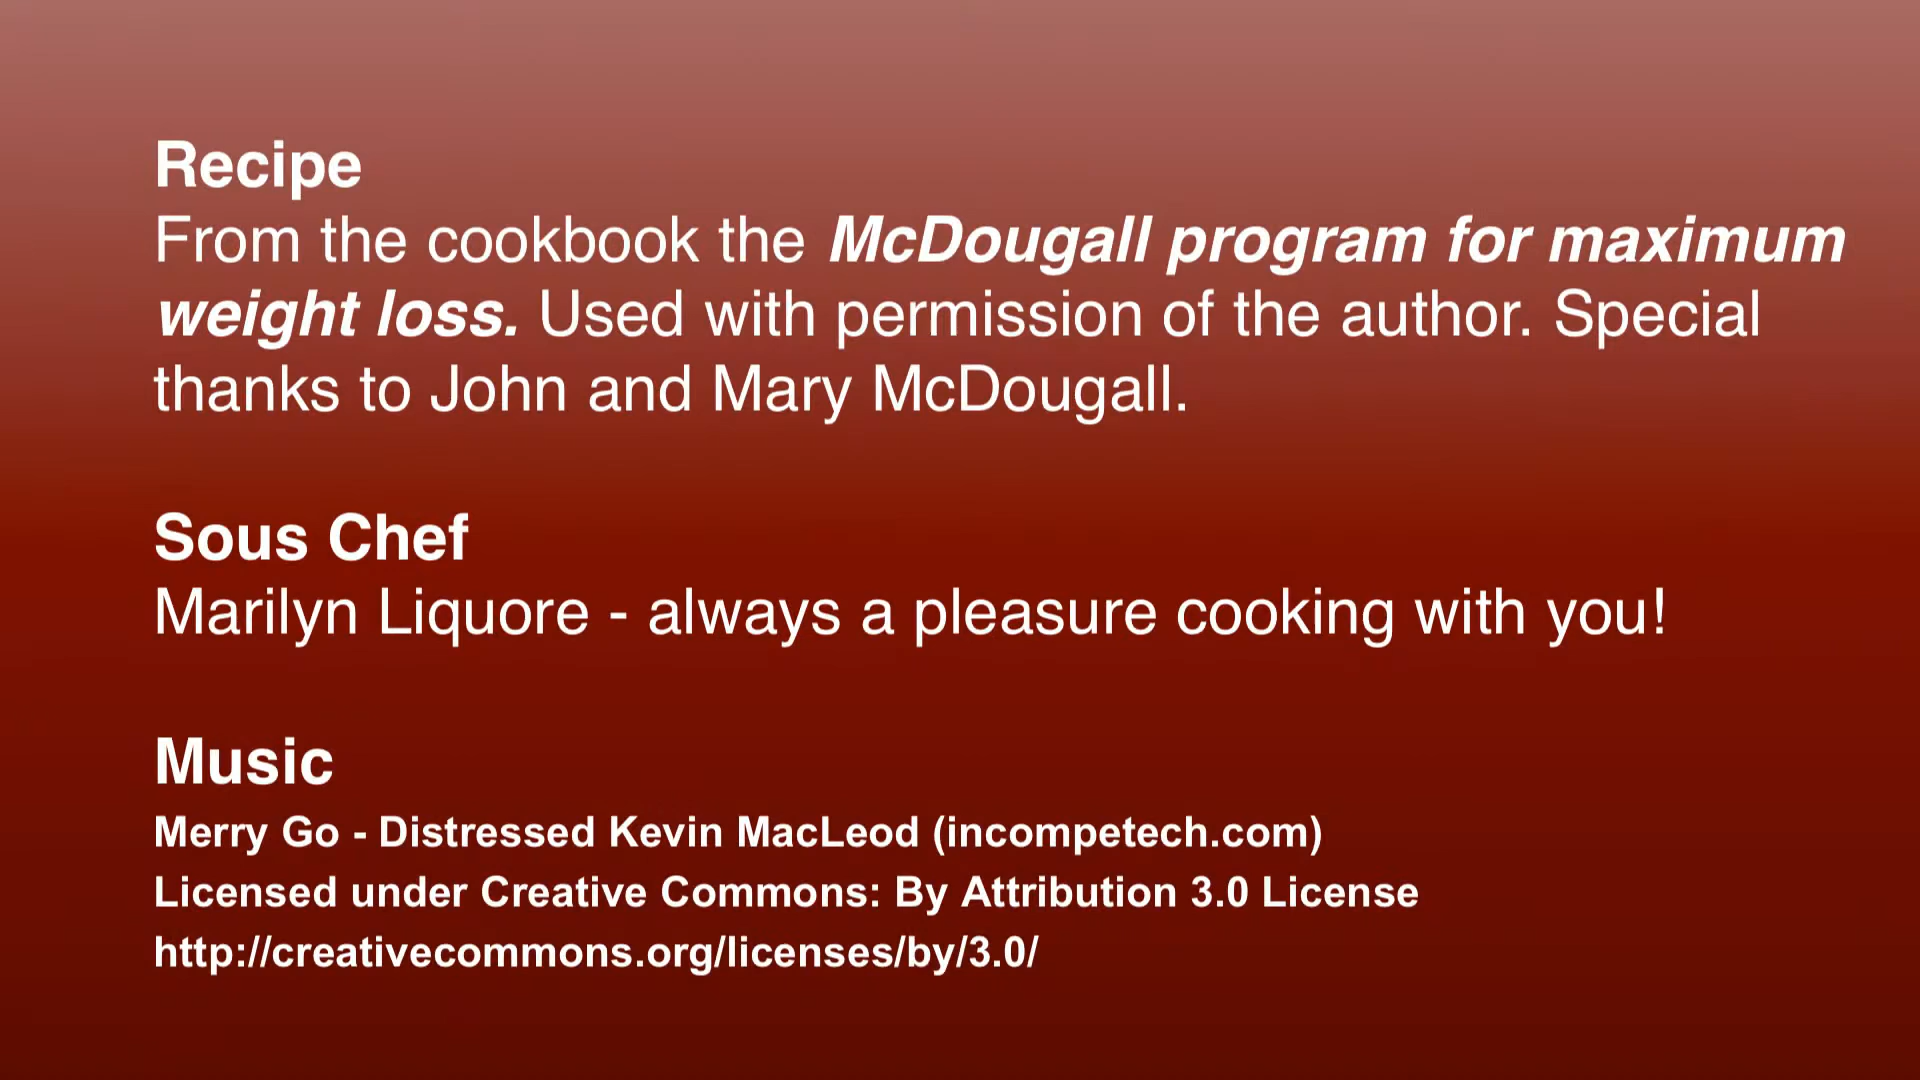 Recipe
From the cookbook the McDougall program for maximum
weight loss. Used with permission of the author. Special
thanks to John and Mary McDougall.
Sous Chef
Marilyn Liquore - always a pleasure cooking with you!
Music
Merry Go - Distressed Kevin MacLeod (incompetech.com)
Licensed under Creative Commons: By Attribution 3.0 License
http://creativecommons.org/licenses/by/3.0/